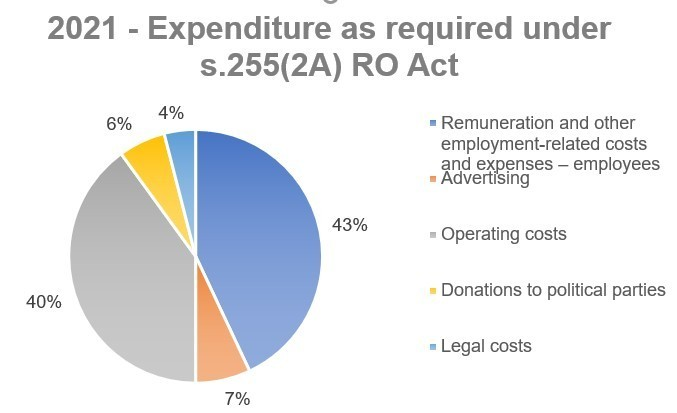 2021 - Expenditure as required under
s.255(2A) RO Act
4%
6%
43%
40%
7%
Remuneration and other
employment-related costs
and expenses – employees
Advertising
Operating costs
Donations to political parties
Legal costs